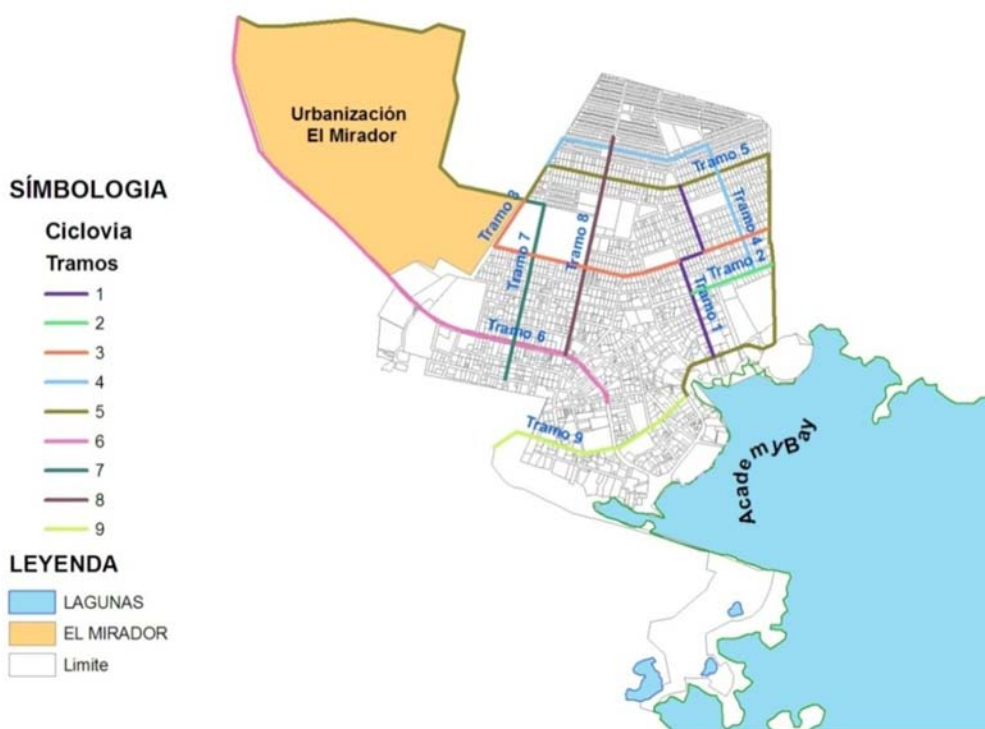 Urbanización
El Mirador
SÍMBOLOGIA
Ciclovia
Tramos
1
2
3
4
5
6
7
8
9
LEYENDA
LAGUNAS
EL MIRADOR
Limite
Tramo 5
Tramo 3
Tramo 7
Tramo 8
Tramo 4
Tramo 2
Tramo 1
Tramo 6
Tramo 9
AcademyBay